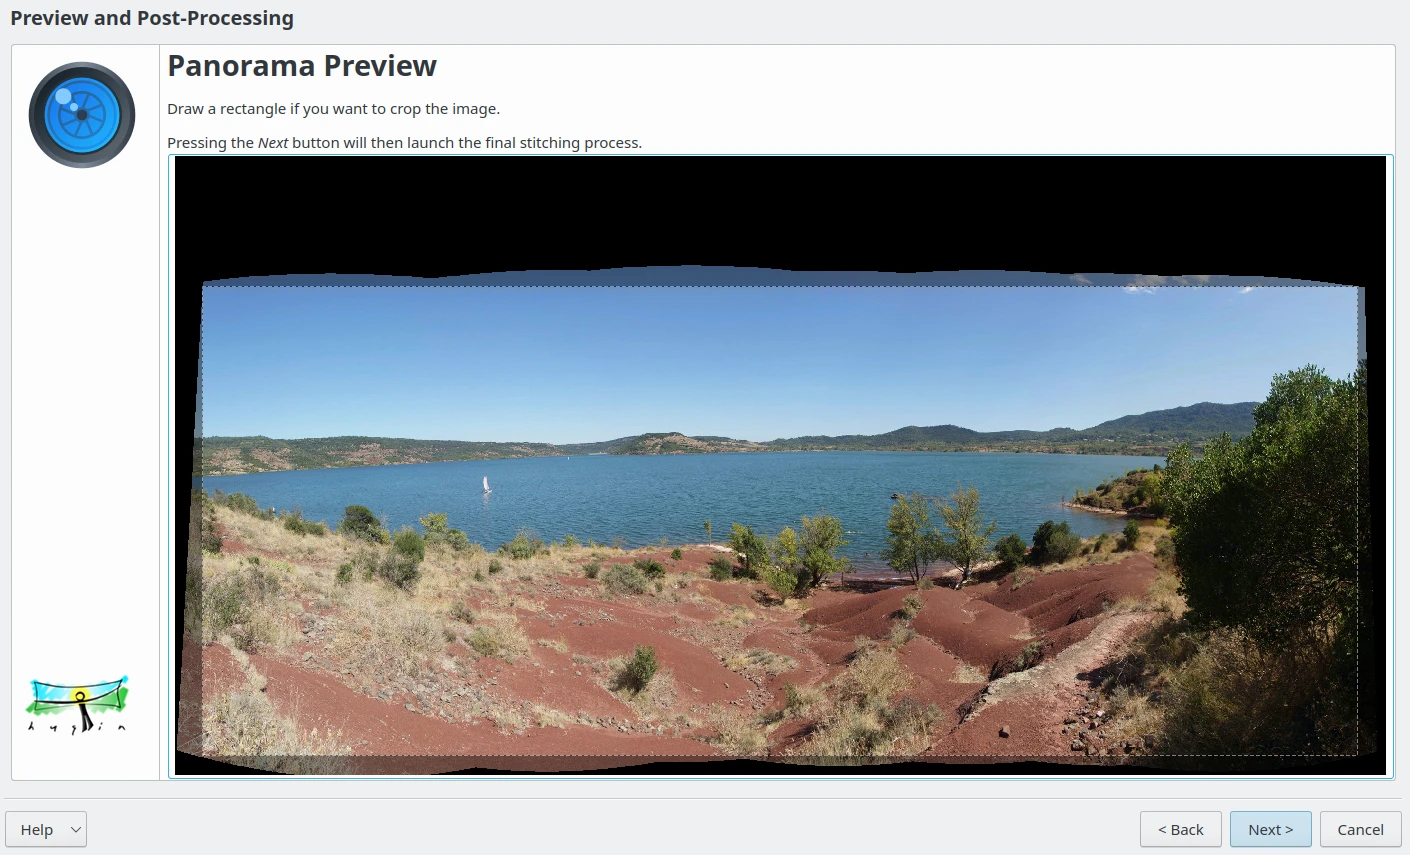 Preview and Post-Processing
Panorama Preview
Draw a rectangle if you want to crop the image.
Pressing the Next button will then launch the final stitching process.
hugin
Help
< Back
Next >
Cancel